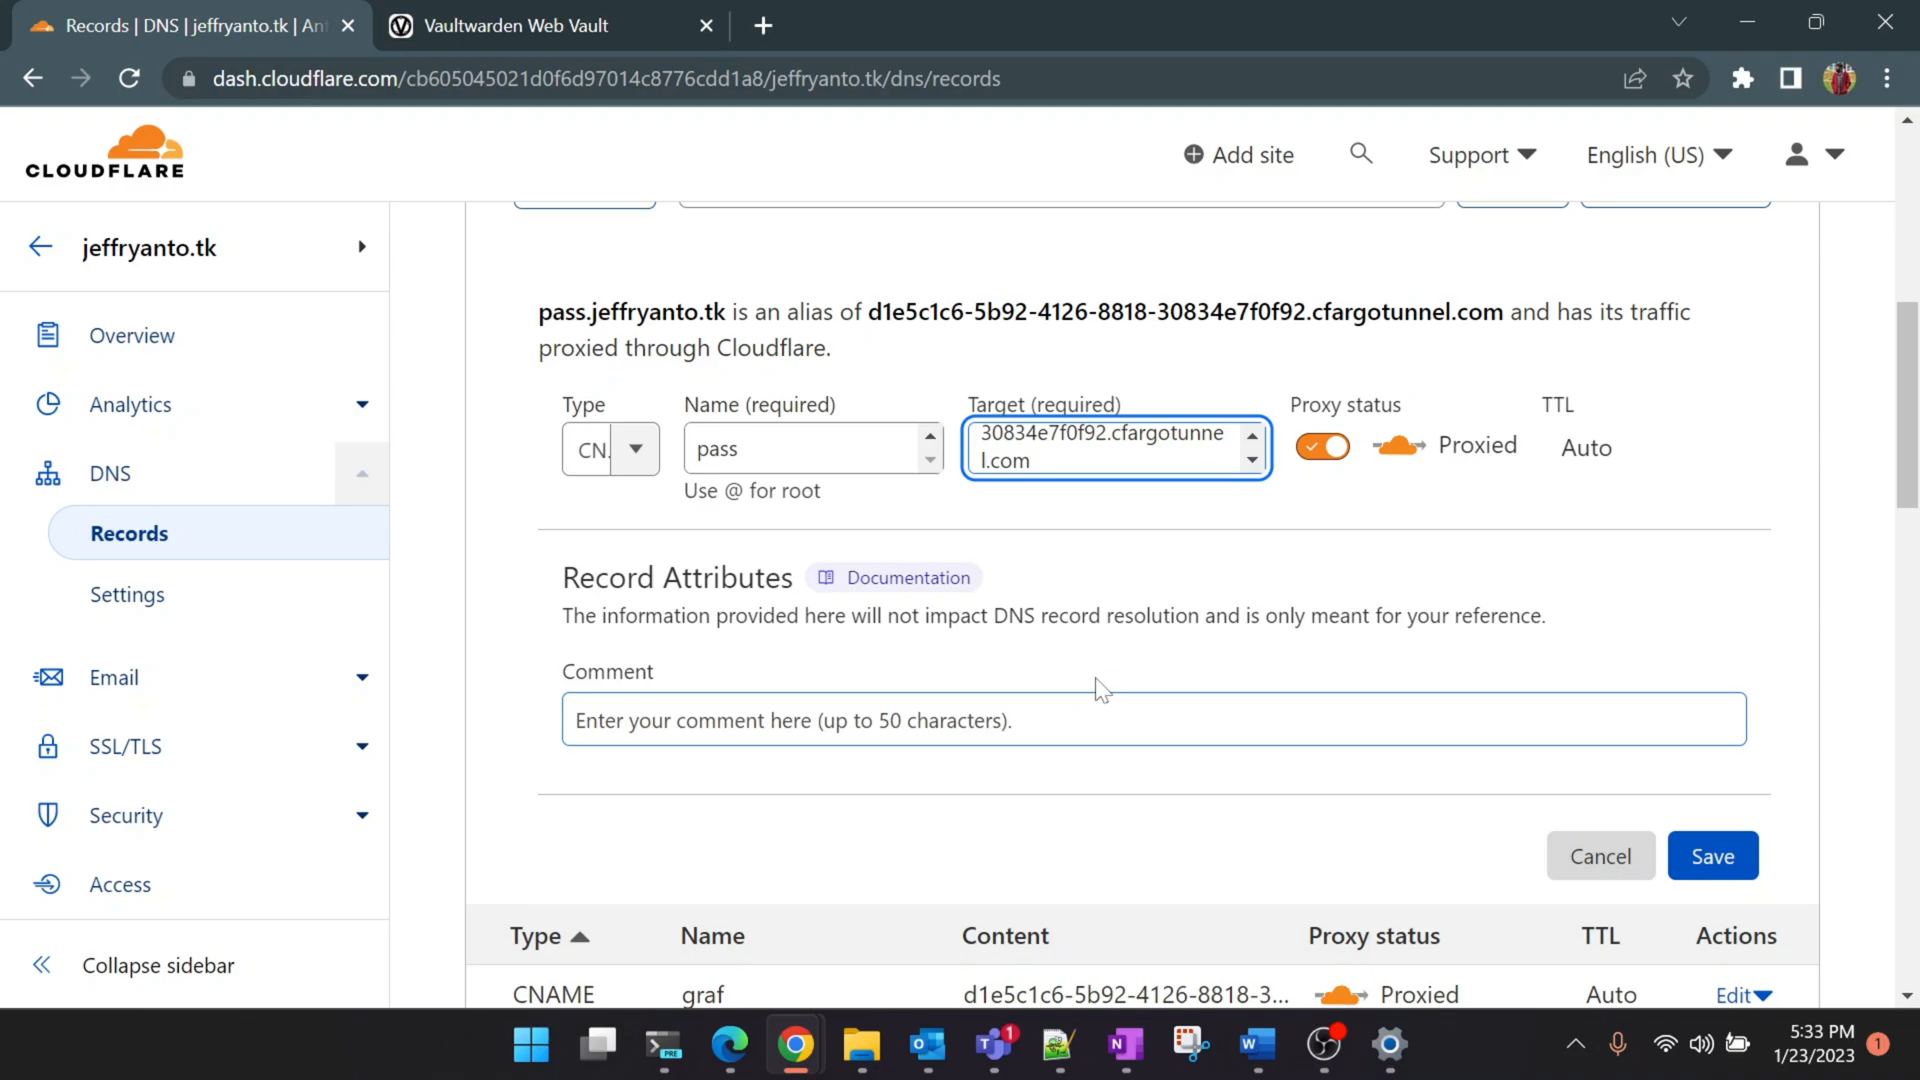 Records | DNS | jeffryanto.tk | An
Vaultwarden Web Vault
dash.cloudflare.com/cb605045021d0f6d97014c8776cdd1a8/jeffryanto.tk/dns/records
CLOUDFLARE
Add site
Support
English (US)
jeffryanto.tk
Overview
Analytics
DNS
Records
Settings
Email
SSL/TLS
Security
Access
Collapse sidebar
pass.jeffryanto.tk is an alias of d1e5c1c6-5b92-4126-8818-30834e7f0f92.cfargotunnel.com and has its traffic
proxied through Cloudflare.
Type Name (required) Target (required) Proxy status TTL
CN. pass 30834e7f0f92.cfargotunne
l.com
Proxied Auto
Use @ for root
Record Attributes Documentation
The information provided here will not impact DNS record resolution and is only meant for your reference.
Comment
Enter your comment here (up to 50 characters).
Cancel Save
Type Name Content Proxy status TTL Actions
CNAME graf d1e5c1c6-5b92-4126-8818-3... Proxied Auto Edit
PRE
1
5:33 PM
1/23/2023
1